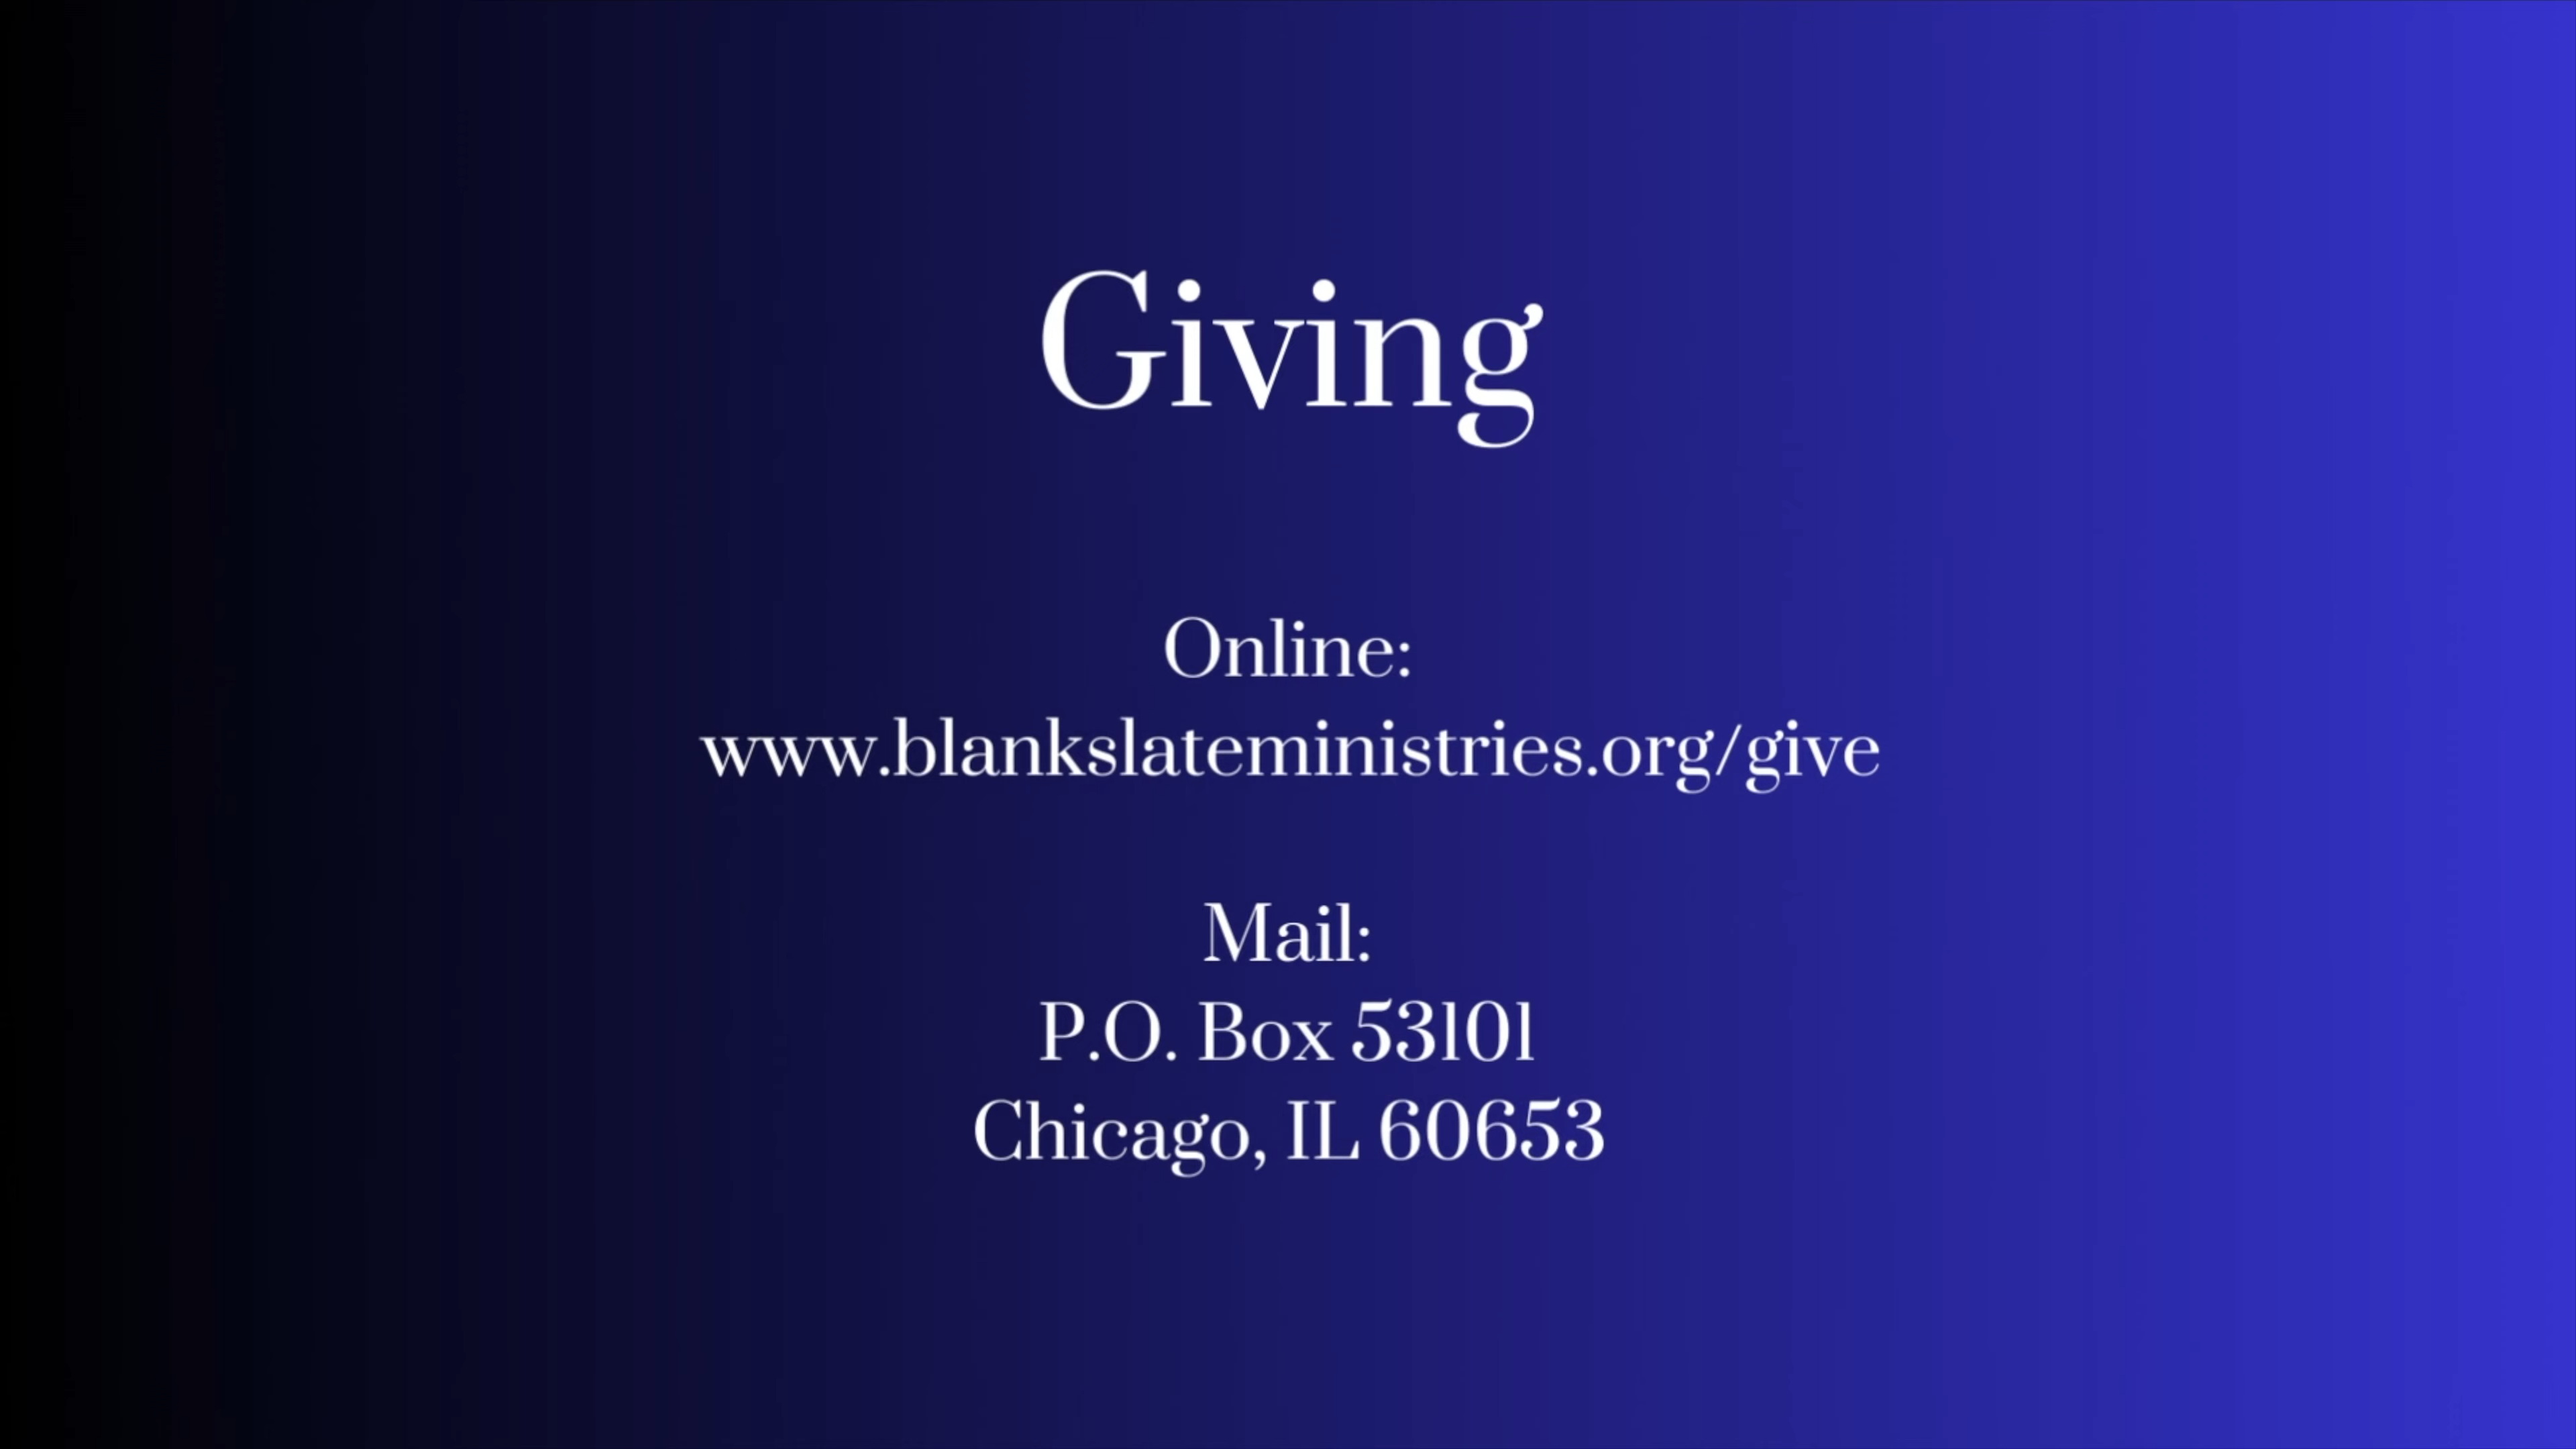 Giving
Online:
www.blankslateministries.org/give
Mail:
P.O. Box 53101
Chicago, IL 60653